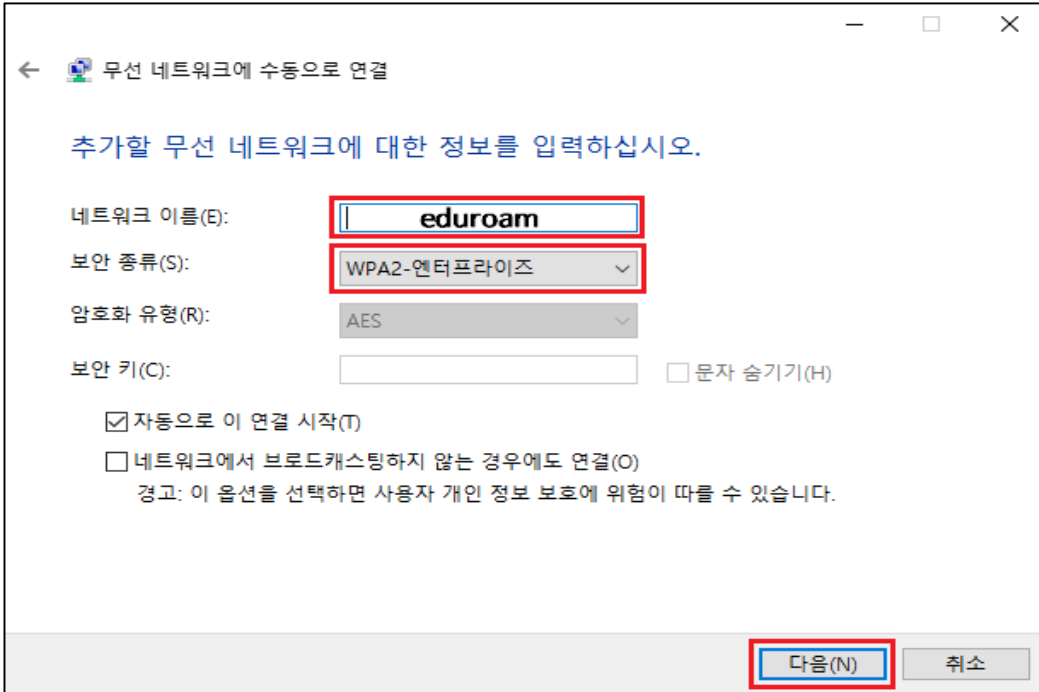 무선 네트워크에 수동으로 연결
추가할 무선 네트워크에 대한 정보를 입력하십시오.
네트워크 이름(E): eduroam
보안 종류(S): WPA2-엔터프라이즈
암호화 유형(R): AES
보안 키(C): 문자 숨기기(H)
자동으로 이 연결 시작(T)
네트워크에서 브로드캐스팅하지 않는 경우에도 연결(O)
경고: 이 옵션을 선택하면 사용자 개인 정보 보호에 위험이 따를 수 있습니다.
다음(N) 취소